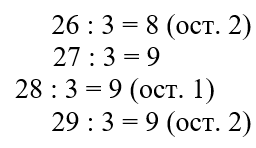 26 : 3 = 8 (ост. 2)
27 : 3 = 9
28 : 3 = 9 (ост. 1)
29 : 3 = 9 (ост. 2)